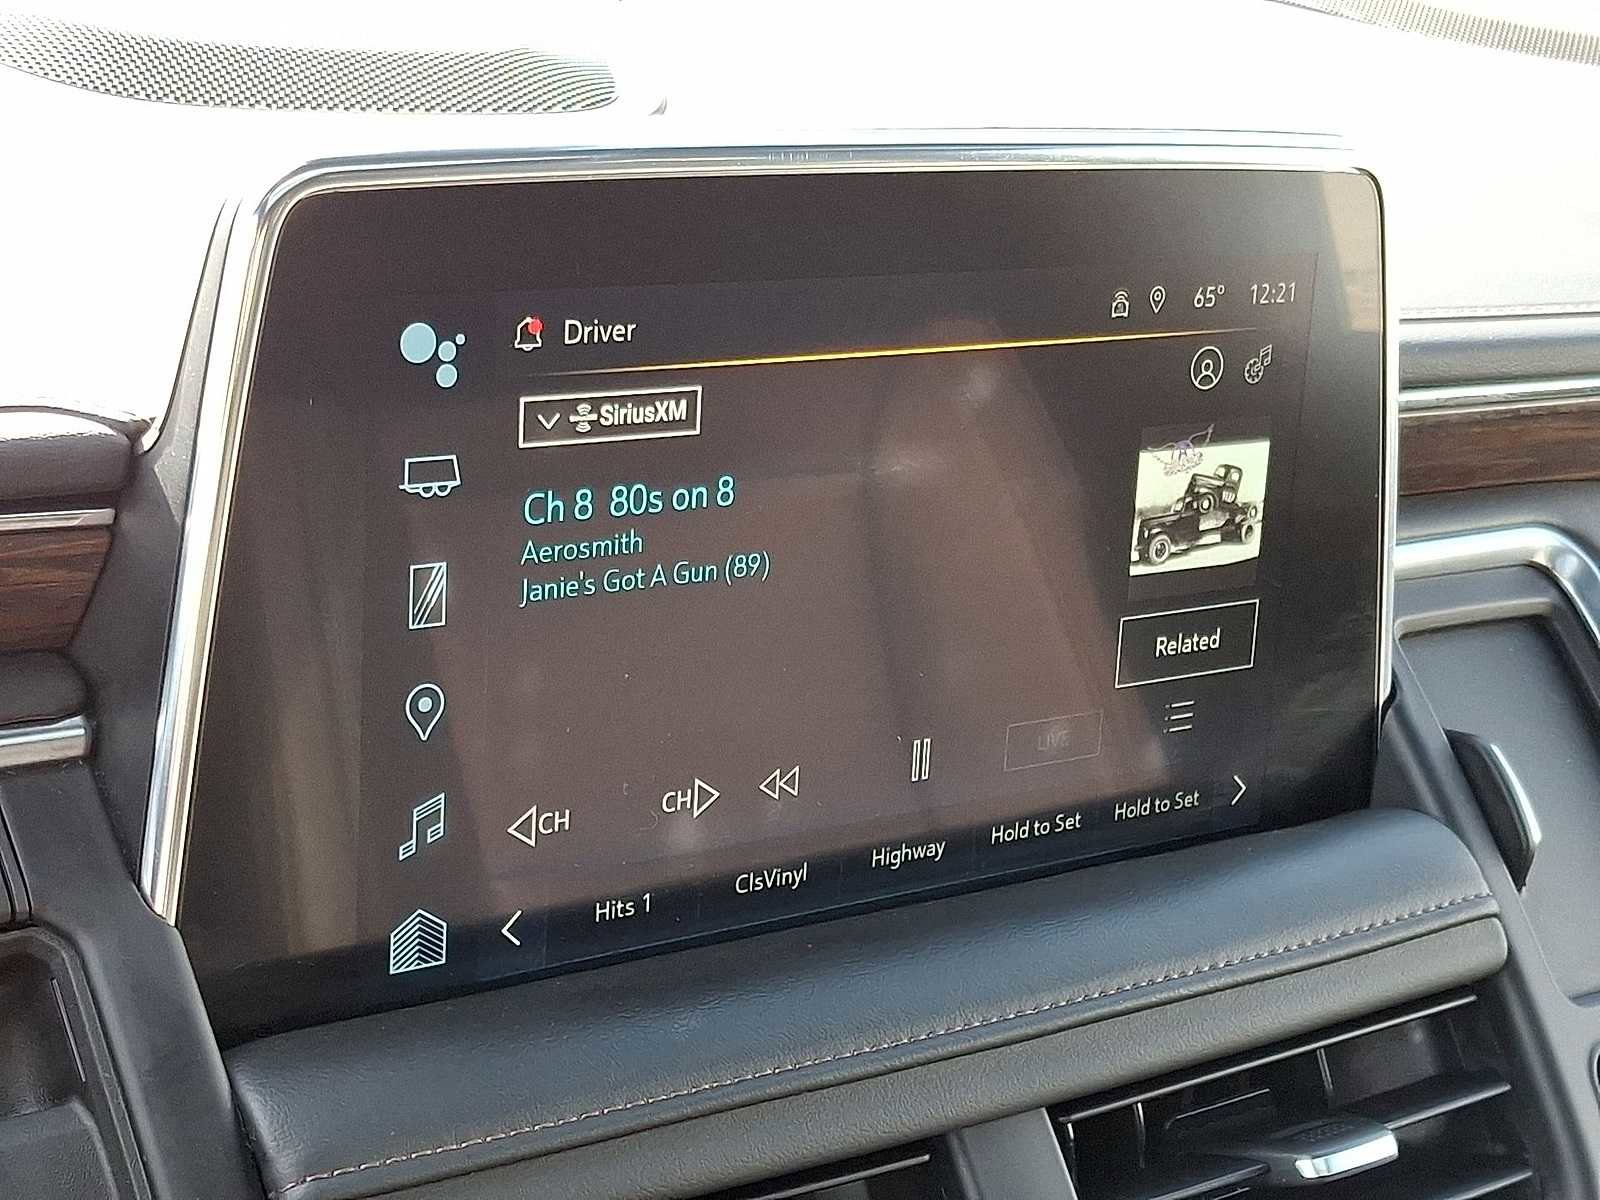 Driver 65° 12:21
SiriusXM
Ch 8 80s on 8
Aerosmith
Janie's Got A Gun (89)
Related
LIVE
CH CH
Hits 1 ClsVinyl Highway Hold to Set Hold to Set